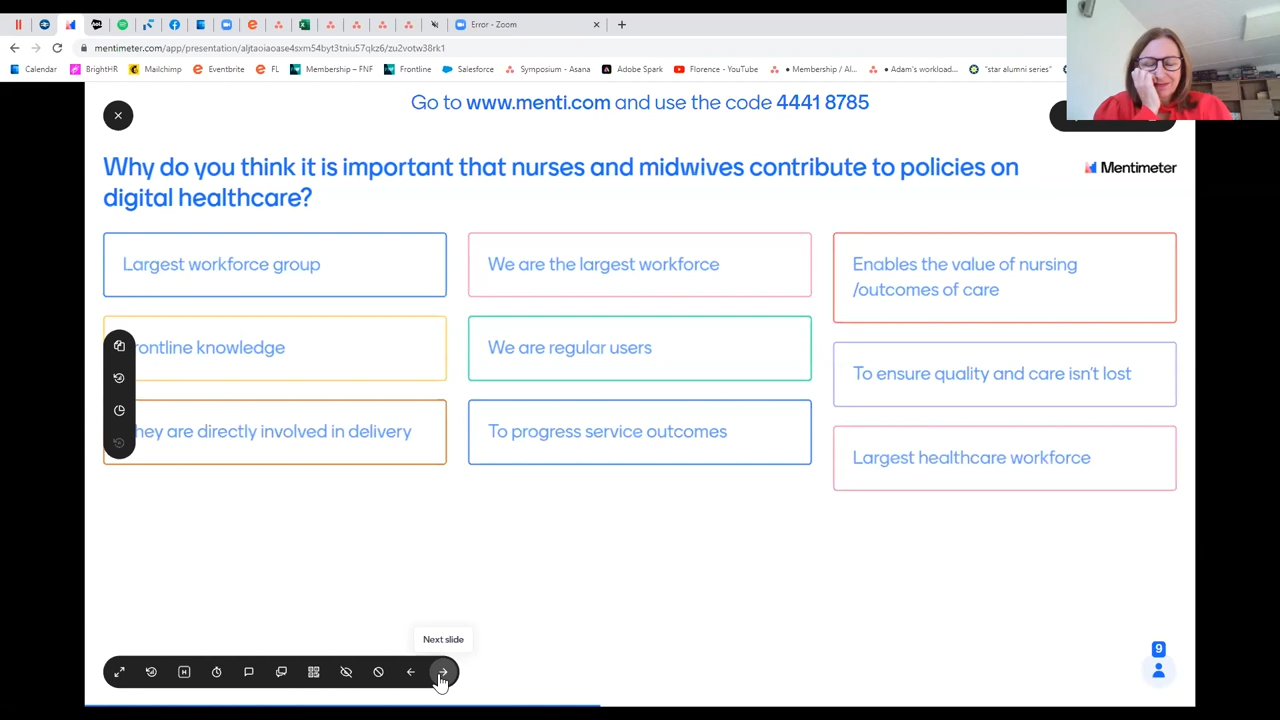 Error - Zoom
mentimeter.com/app/presentation/aljtaoiaoase4sxm54byt3tniu57qkz6/zu2votw38rk1
Calendar
BrightHR
Mailchimp
Eventbrite
FL
Membership – FNF
Frontline
Salesforce
Symposium - Asana
Adobe Spark
Florence - YouTube
• Membership / Al...
• Adam's workload...
"star alumni series"
Go to www.menti.com and use the code 4441 8785
Why do you think it is important that nurses and midwives contribute to policies on
digital healthcare?
Mentimeter
Largest workforce group
rontline knowledge
hey are directly involved in delivery
We are the largest workforce
We are regular users
To progress service outcomes
Enables the value of nursing
/outcomes of care
To ensure quality and care isn't lost
Largest healthcare workforce
Next slide
H
9